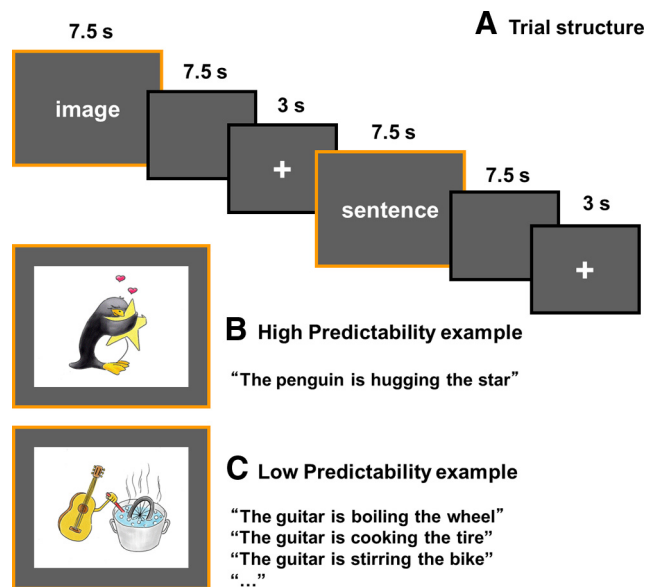 A Trial structure
7.5 s
image
7.5 s
3 s
+
7.5 s
sentence
7.5 s
3 s
+
B High Predictability example
“The penguin is hugging the star”
C Low Predictability example
“The guitar is boiling the wheel”
“The guitar is cooking the tire”
“The guitar is stirring the bike”
“...”